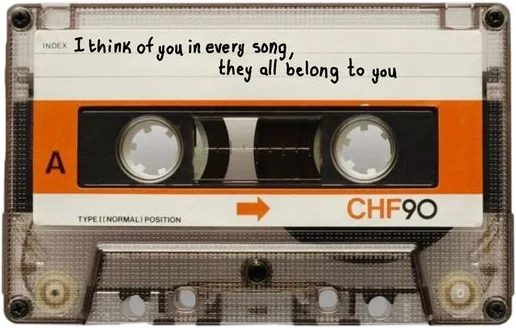 INDEX I think of you in every song,
they all belong to you
A
TYPE I (NORMAL) POSITION
CHF90